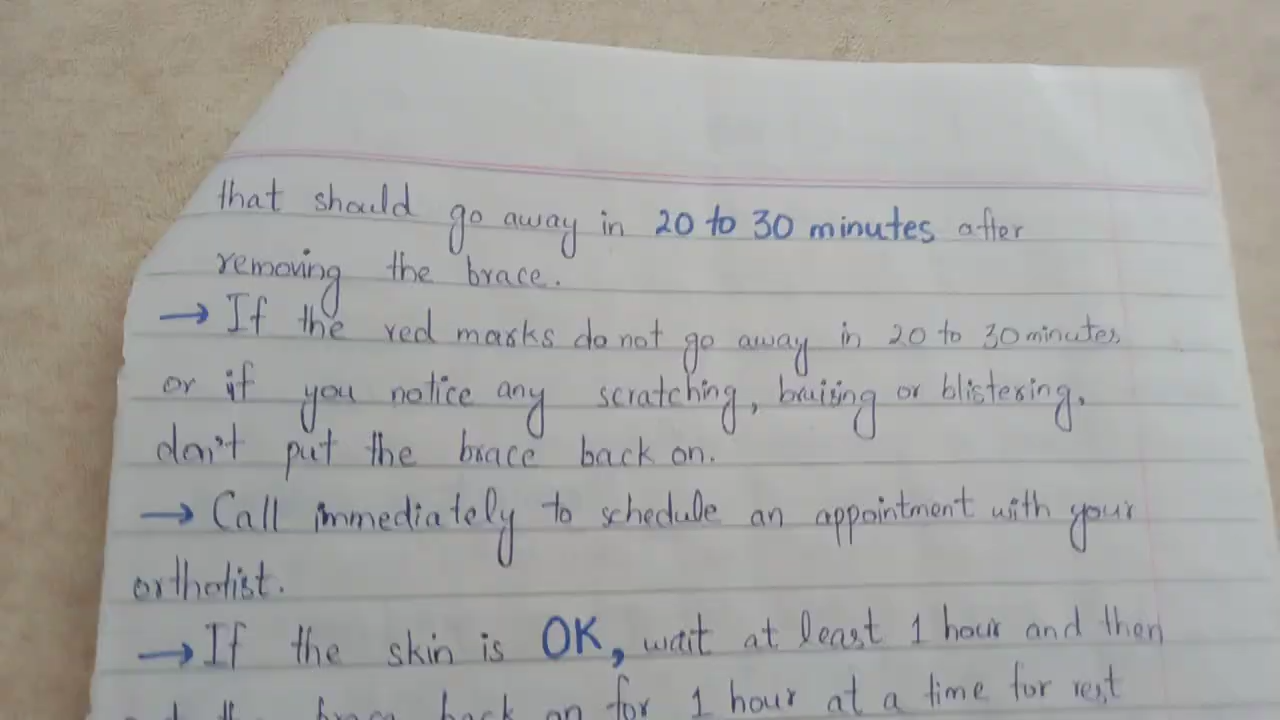 that should go away in 20 to 30 minutes after
removing the brace.
→ If the red marks do not go away in 20 to 30 minutes
or if you notice any scratching, bruising or blistering,
don't put the brace back on.
→ Call immediately to schedule an appointment with your
orthotist.
→ If the skin is OK, wait at least 1 hour and then
the brace back on for 1 hour at a time for rest